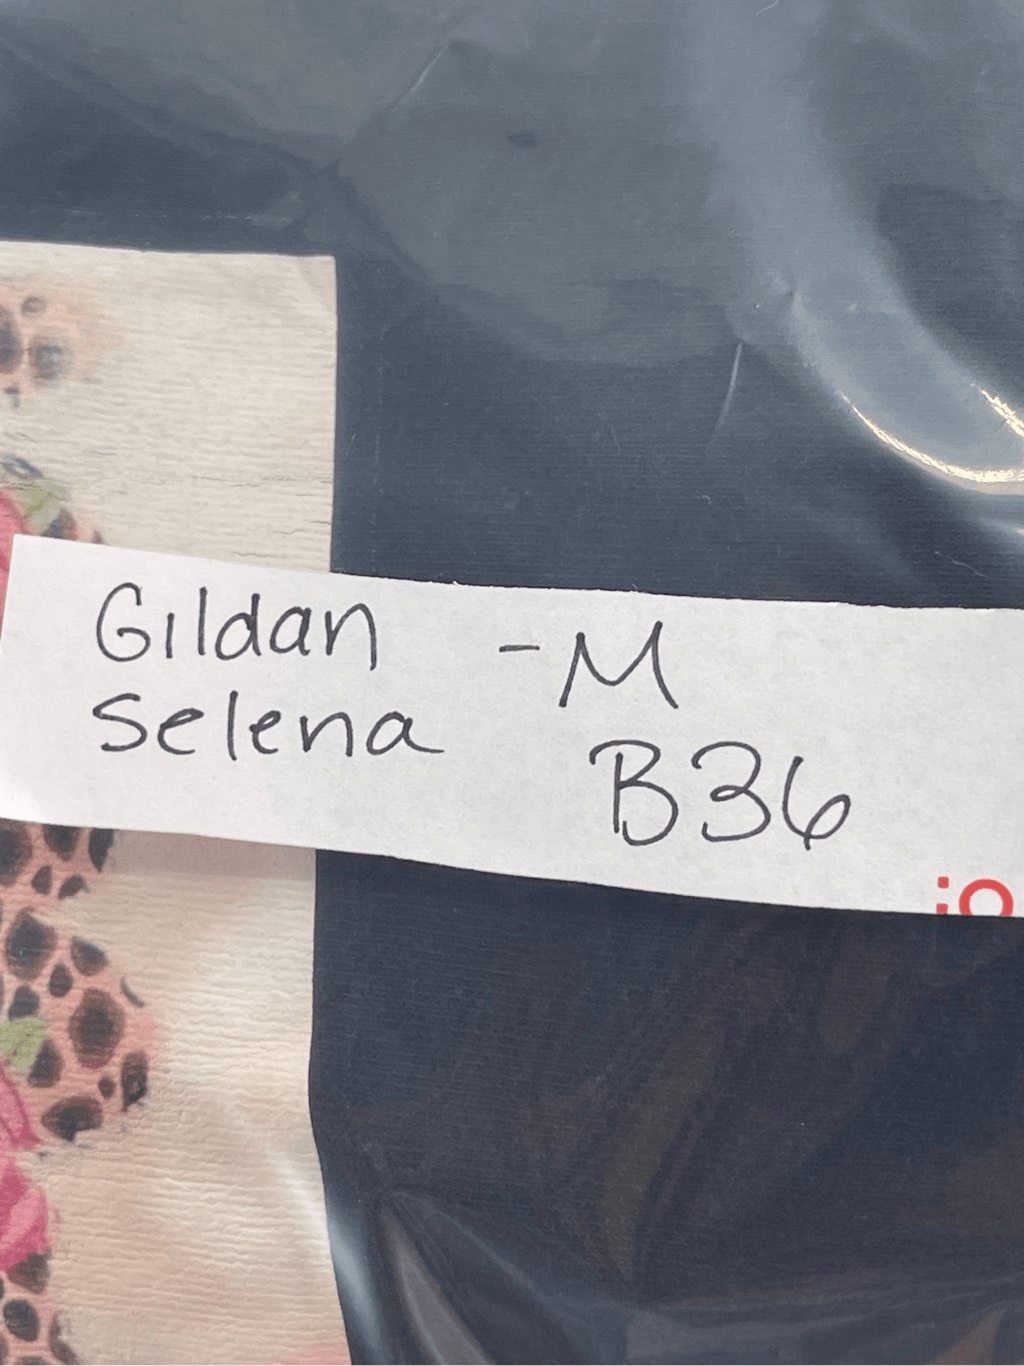 Gildan - M
Selena
B36